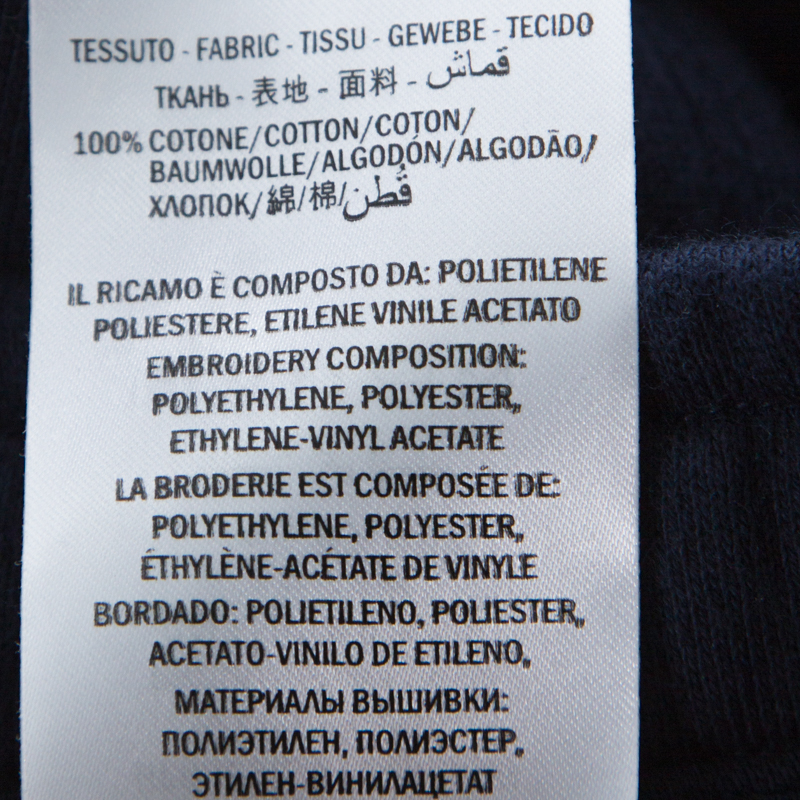 TESSUTO - FABRIC - TISSU - GEWEBE - TECIDO
ТКАНЬ - 表地 - 面料 - قماش
100% COTONE/COTTON/COTON/
BAUMWOLLE/ALGODÓN/ALGODÃO/
ХЛОПОК/綿/棉/قُطن
IL RICAMO È COMPOSTO DA: POLIETILENE
POLIESTERE, ETILENE VINILE ACETATO
EMBROIDERY COMPOSITION:
POLYETHYLENE, POLYESTER,
ETHYLENE-VINYL ACETATE
LA BRODERIE EST COMPOSÉE DE:
POLYETHYLENE, POLYESTER,
ÉTHYLÈNE-ACÉTATE DE VINYLE
BORDADO: POLIETILENO, POLIESTER,
ACETATO-VINILO DE ETILENO,
МАТЕРИАЛЫ ВЫШИВКИ:
ПОЛИЭТИЛЕН, ПОЛИЭСТЕР,
ЭТИЛЕН-ВИНИЛАЦЕТАТ